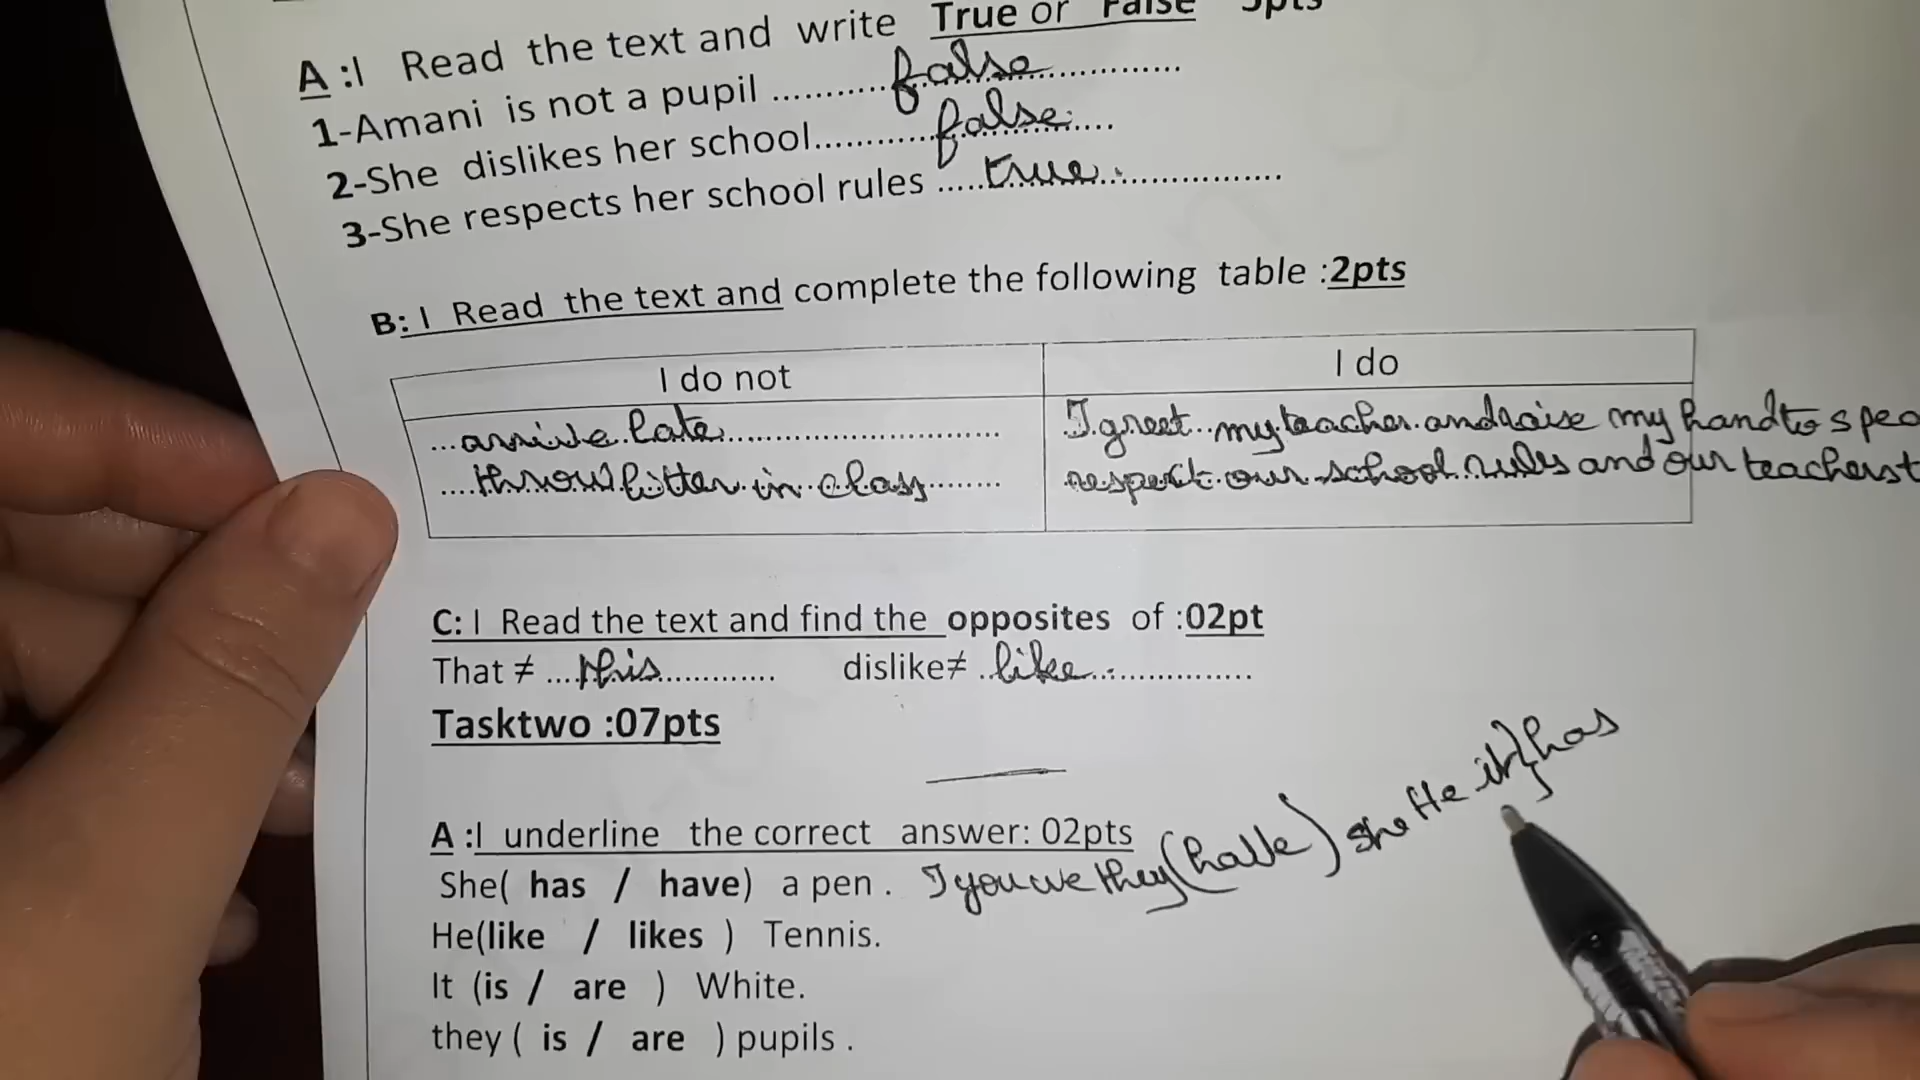 A :I Read the text and write True or False 3pts
1-Amani is not a pupil ..........false..............
2-She dislikes her school..........false.......
3-She respects her school rules .....true..................
B: I Read the text and complete the following table :2pts
I do not
I do
...arrive late............................
....throw litter in class.........
I greet my teacher and raise my hand to spea
respect our school rules and our teachers
C: I Read the text and find the opposites of :02pt
That ≠ ....this............. dislike≠ ..like.................
Tasktwo :07pts
A :I underline the correct answer: 02pts
She( has / have) a pen . I you we they (have) she He it} has
He(like / likes ) Tennis.
It (is / are ) White.
they ( is / are ) pupils .